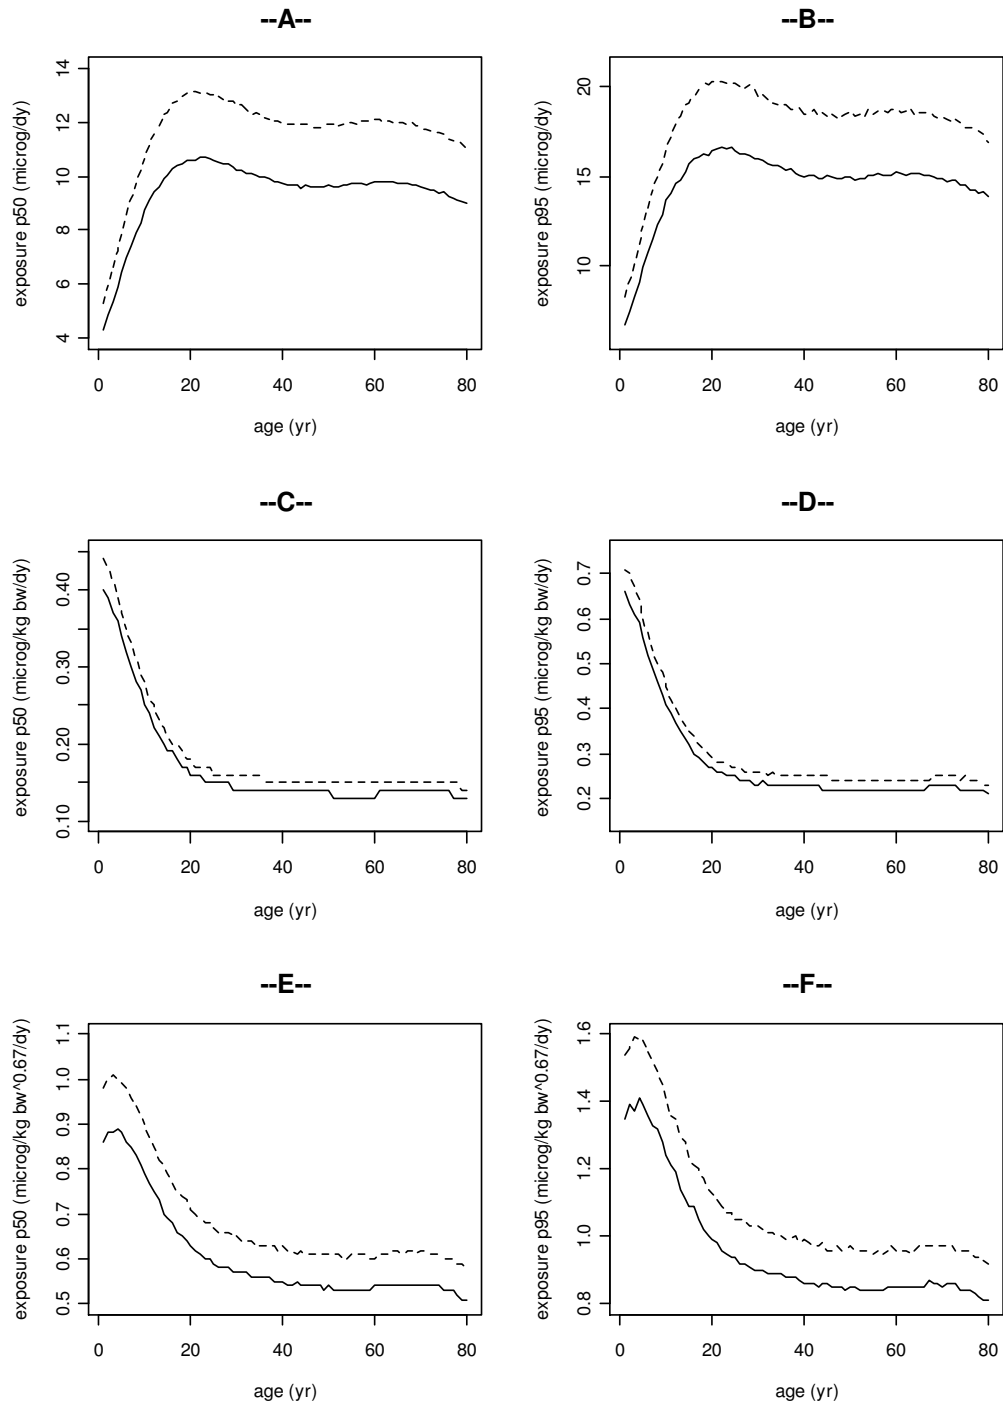 --A--
exposure p50 (microg/dy)
14
12
10
8
6
4
0 20 40 60 80
age (yr)
--B--
exposure p95 (microg/dy)
20
15
10
0 20 40 60 80
age (yr)
--C--
exposure p50 (microg/kg bw/dy)
0.40
0.30
0.20
0.10
0 20 40 60 80
age (yr)
--D--
exposure p95 (microg/kg bw/dy)
0.7
0.6
0.5
0.4
0.3
0.2
0 20 40 60 80
age (yr)
--E--
exposure p50 (microg/kg bw^0.67/dy)
1.1
1.0
0.9
0.8
0.7
0.6
0.5
0 20 40 60 80
age (yr)
--F--
exposure p95 (microg/kg bw^0.67/dy)
1.6
1.4
1.2
1.0
0.8
0 20 40 60 80
age (yr)